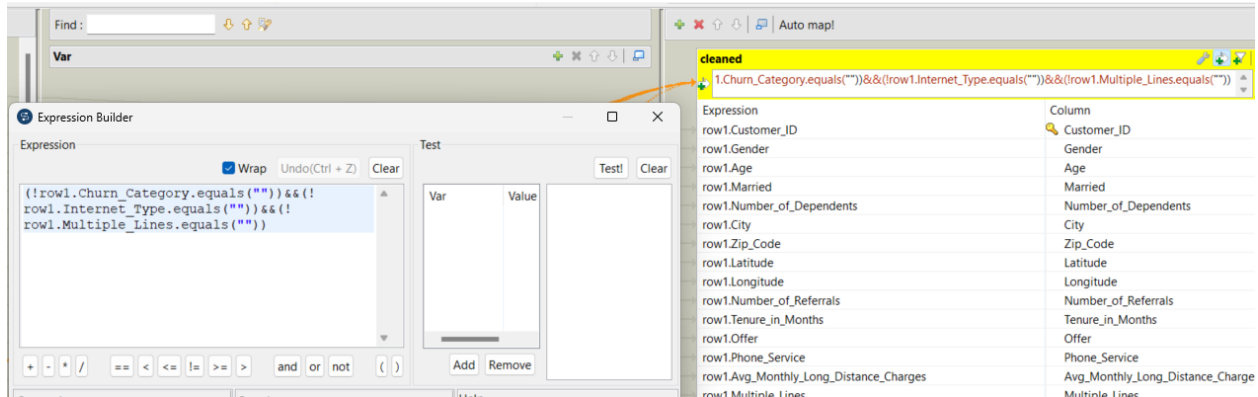 Find :
Auto map!
Var
cleaned
1.Churn_Category.equals(""))&&(!row1.Internet_Type.equals(""))&&(!row1.Multiple_Lines.equals(""))
Expression Builder
Expression
Wrap Undo(Ctrl + Z) Clear
(!row1.Churn_Category.equals(""))&&(!
row1.Internet_Type.equals(""))&&(!
row1.Multiple_Lines.equals(""))
+ - * / == < <= != >= > and or not ( )
Test
Test! Clear
Var Value
Add Remove
Expression Column
row1.Customer_ID Customer_ID
row1.Gender Gender
row1.Age Age
row1.Married Married
row1.Number_of_Dependents Number_of_Dependents
row1.City City
row1.Zip_Code Zip_Code
row1.Latitude Latitude
row1.Longitude Longitude
row1.Number_of_Referrals Number_of_Referrals
row1.Tenure_in_Months Tenure_in_Months
row1.Offer Offer
row1.Phone_Service Phone_Service
row1.Avg_Monthly_Long_Distance_Charges Avg_Monthly_Long_Distance_Charge
row1.Multiple_Lines Multiple_Lines